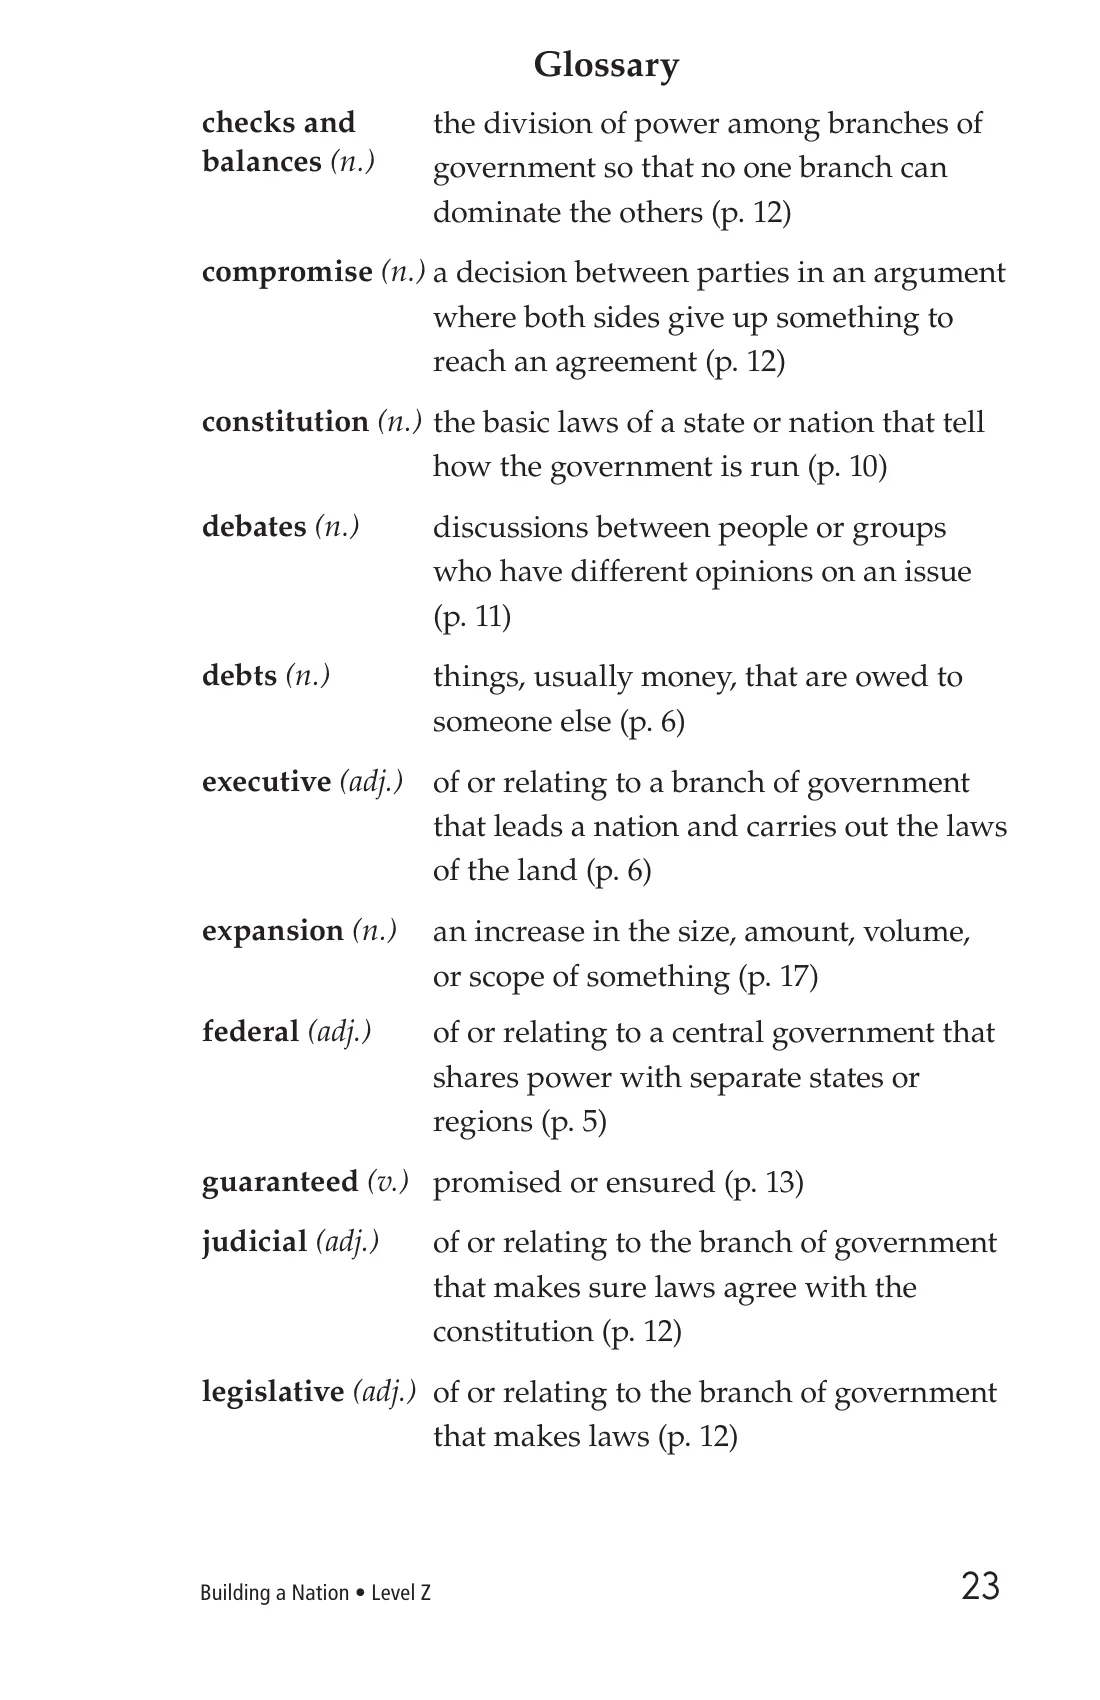 Glossary
checks and
balances (n.)
the division of power among branches of
government so that no one branch can
dominate the others (p. 12)
compromise (n.) a decision between parties in an argument
where both sides give up something to
reach an agreement (p. 12)
constitution (n.) the basic laws of a state or nation that tell
how the government is run (p. 10)
debates (n.) discussions between people or groups
who have different opinions on an issue
(p. 11)
debts (n.) things, usually money, that are owed to
someone else (p. 6)
executive (adj.) of or relating to a branch of government
that leads a nation and carries out the laws
of the land (p. 6)
expansion (n.) an increase in the size, amount, volume,
or scope of something (p. 17)
federal (adj.) of or relating to a central government that
shares power with separate states or
regions (p. 5)
guaranteed (v.) promised or ensured (p. 13)
judicial (adj.) of or relating to the branch of government
that makes sure laws agree with the
constitution (p. 12)
legislative (adj.) of or relating to the branch of government
that makes laws (p. 12)
Building a Nation • Level Z 23